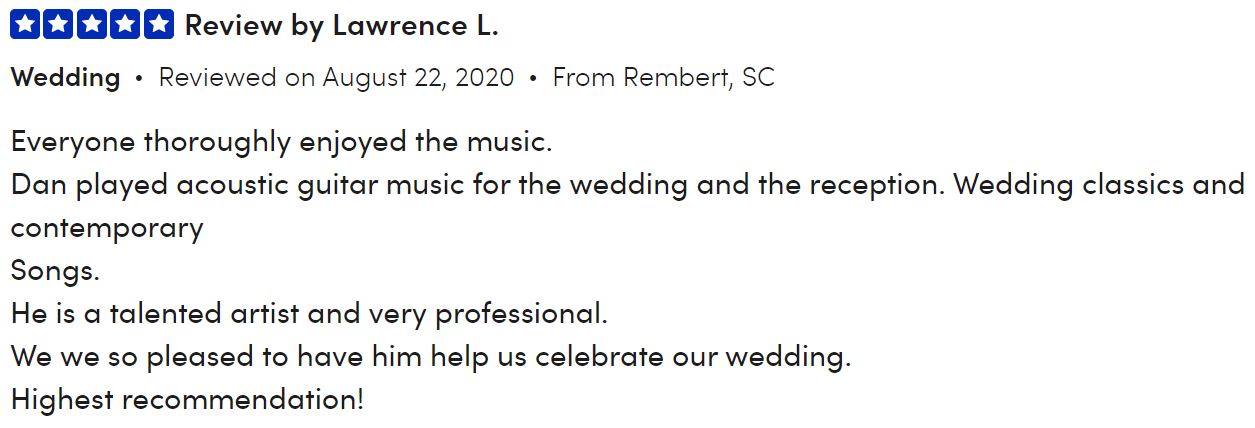 Review by Lawrence L.
Wedding • Reviewed on August 22, 2020 • From Rembert, SC
Everyone thoroughly enjoyed the music.
Dan played acoustic guitar music for the wedding and the reception. Wedding classics and
contemporary
Songs.
He is a talented artist and very professional.
We we so pleased to have him help us celebrate our wedding.
Highest recommendation!